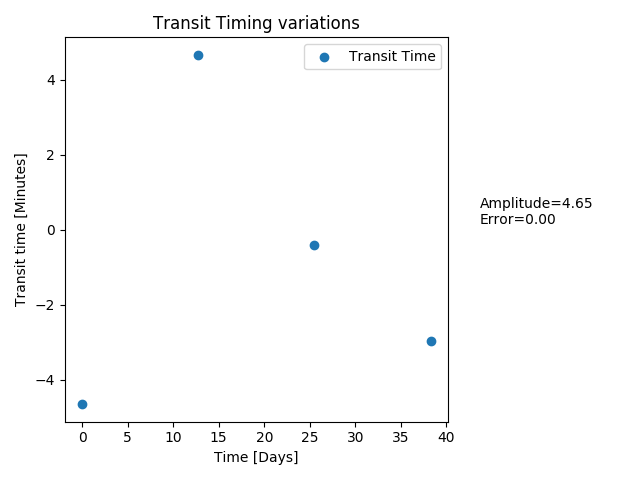 Transit Timing variations
Transit Time
4
2
0
−2
−4
Transit time [Minutes]
Amplitude=4.65
Error=0.00
0 5 10 15 20 25 30 35 40
Time [Days]